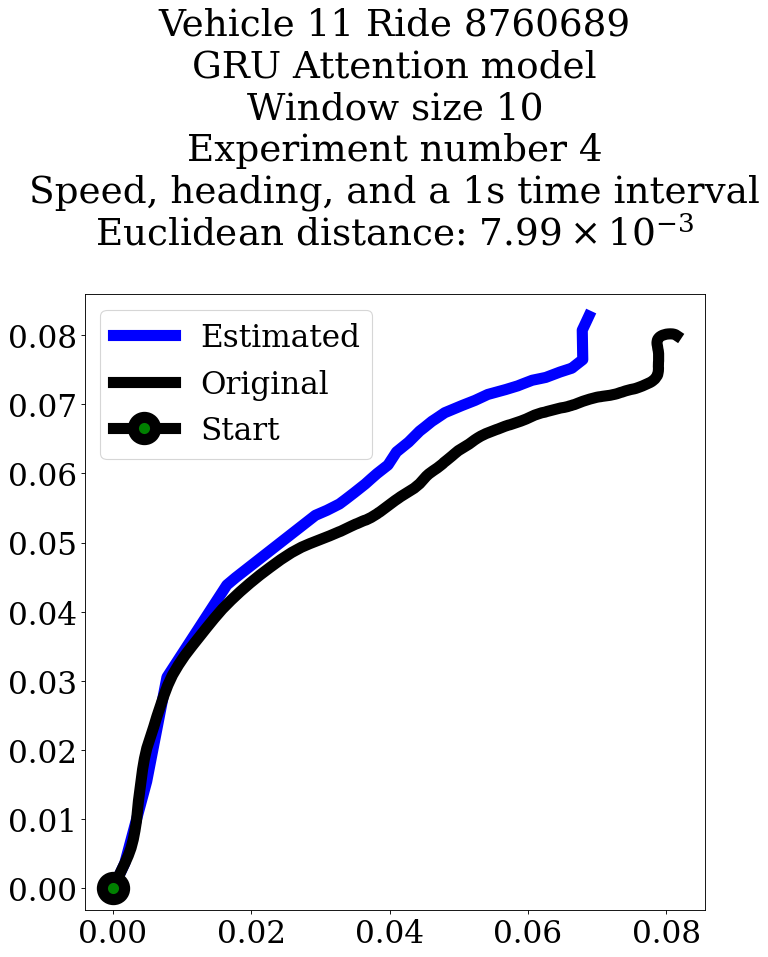 Vehicle 11 Ride 8760689
GRU Attention model
Window size 10
Experiment number 4
Speed, heading, and a 1s time interval
Euclidean distance: 7.99 × 10⁻³
Estimated
Original
Start
0.08
0.07
0.06
0.05
0.04
0.03
0.02
0.01
0.00
0.00 0.02 0.04 0.06 0.08